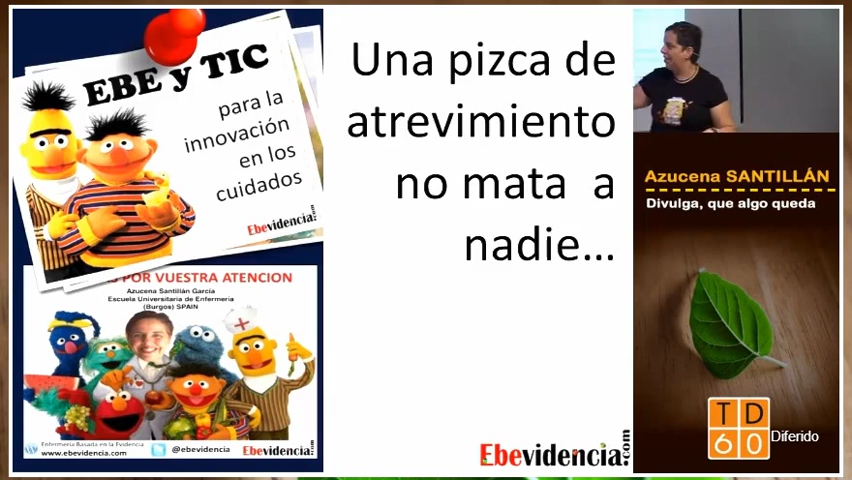 EBE y TIC
para la
innovación
en los
cuidados
Ebevidencia.com
POR VUESTRA ATENCION
Azucena Santillán García
Escuela Universitaria de Enfermería
(Burgos) SPAIN
Enfermería Basada en la Evidencia
www.ebevidencia.com
@ebevidencia
Ebevidencia.com
Una pizca de
atrevimiento
no mata a
nadie...
Ebevidencia.com
Azucena SANTILLÁN
Divulga, que algo queda
TD
60
Diferido